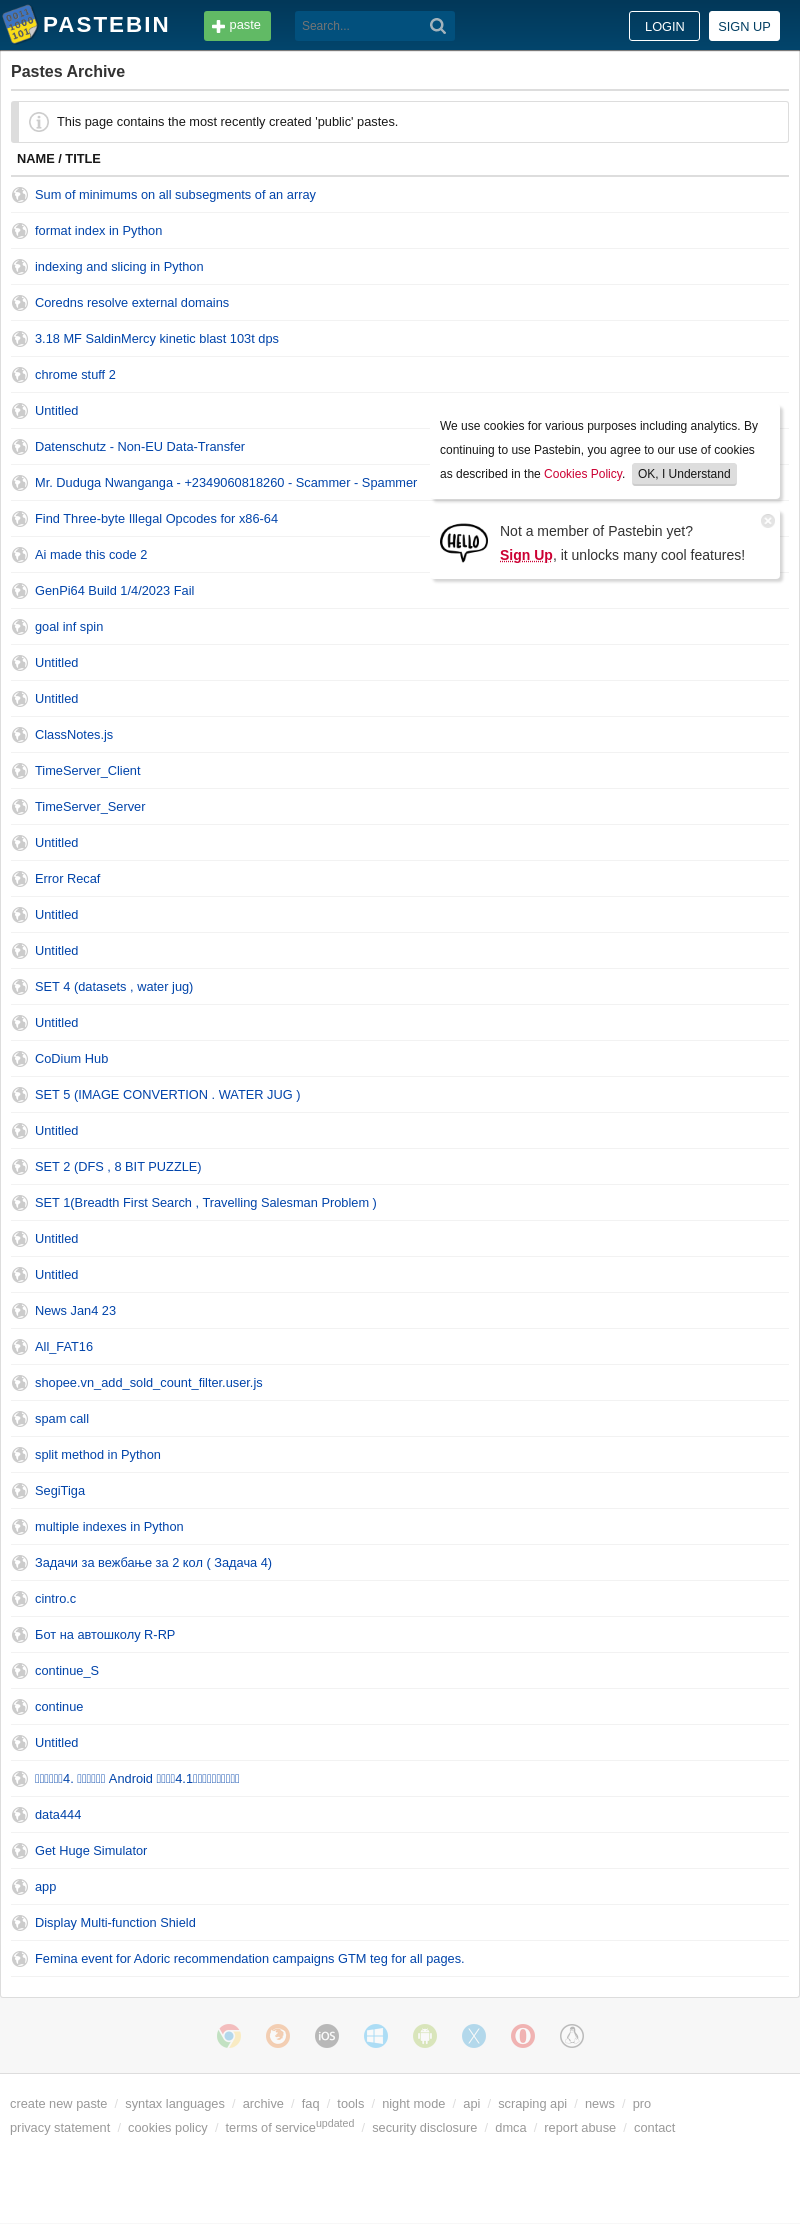 PASTEBIN
paste
Search...
LOGIN
SIGN UP
Pastes Archive
This page contains the most recently created 'public' pastes.
NAME / TITLE
Sum of minimums on all subsegments of an array
format index in Python
indexing and slicing in Python
Coredns resolve external domains
3.18 MF SaldinMercy kinetic blast 103t dps
chrome stuff 2
Untitled
Datenschutz - Non-EU Data-Transfer
Mr. Duduga Nwanganga - +2349060818260 - Scammer - Spammer
Find Three-byte Illegal Opcodes for x86-64
Ai made this code 2
GenPi64 Build 1/4/2023 Fail
We use cookies for various purposes including analytics. By
continuing to use Pastebin, you agree to our use of cookies
as described in the Cookies Policy. OK, I Understand
HELLO
Not a member of Pastebin yet?
Sign Up, it unlocks many cool features!
goal inf spin
Untitled
Untitled
ClassNotes.js
TimeServer_Client
TimeServer_Server
Untitled
Error Recaf
Untitled
Untitled
SET 4 (datasets , water jug)
Untitled
CoDium Hub
SET 5 (IMAGE CONVERTION . WATER JUG )
Untitled
SET 2 (DFS , 8 BIT PUZZLE)
SET 1(Breadth First Search , Travelling Salesman Problem )
Untitled
Untitled
News Jan4 23
All_FAT16
shopee.vn_add_sold_count_filter.user.js
spam call
split method in Python
SegiTiga
multiple indexes in Python
Задачи за вежбање за 2 кол ( Задача 4)
cintro.c
Бот на автошколу R-RP
continue_S
continue
Untitled
4. Android 4.1
data444
Get Huge Simulator
app
Display Multi-function Shield
Femina event for Adoric recommendation campaigns GTM teg for all pages.
iOS
create new paste / syntax languages / archive / faq / tools / night mode / api / scraping api / news / pro
privacy statement / cookies policy / terms of service updated / security disclosure / dmca / report abuse / contact